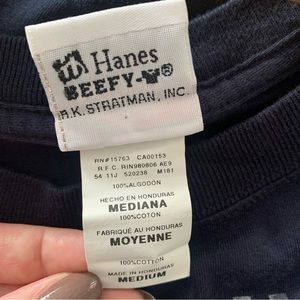 Hanes
BEEFY-T®
R.K. STRATMAN, INC.
RN#15763 CA00153
R.F.C. RIN980806 AE9
54 11J 520238 M181
100%ALGODÓN
HECHO EN HONDURAS
MEDIANA
100%COTON
FABRIQUÉ AU HONDURAS
MOYENNE
100%COTTON
MADE IN HONDURAS
MEDIUM